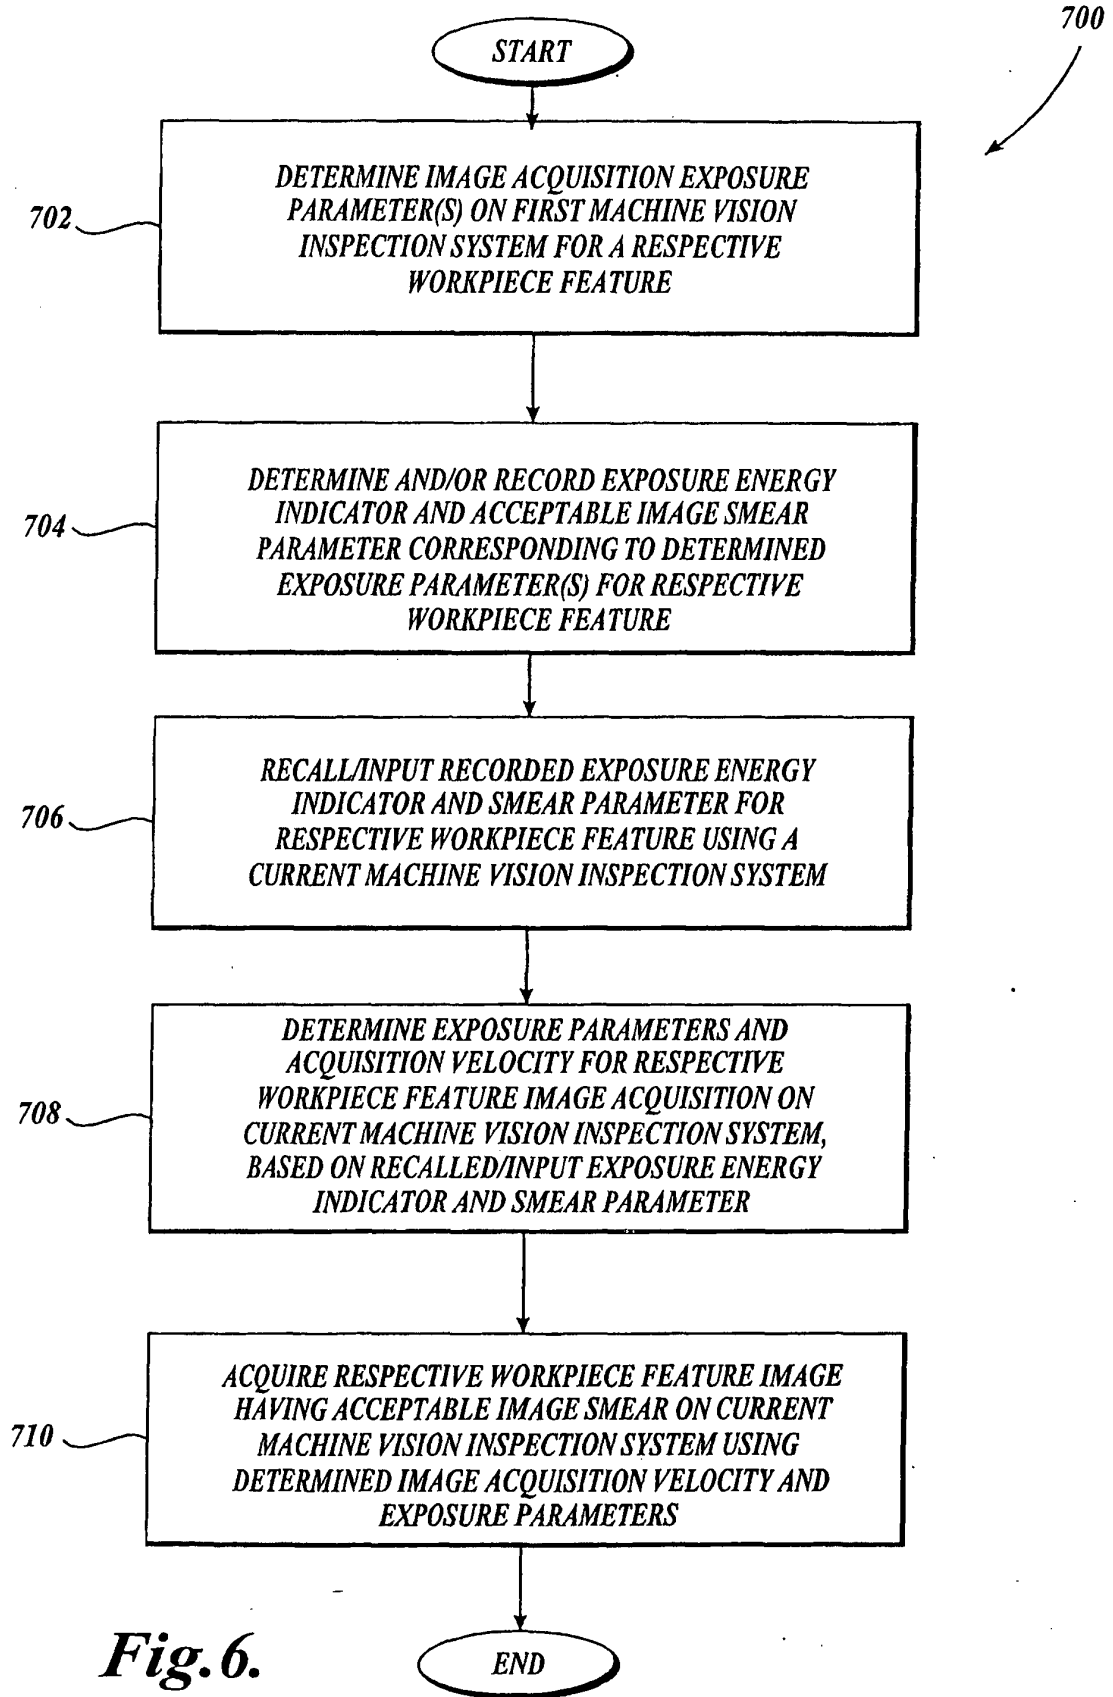 700
START
702
DETERMINE IMAGE ACQUISITION EXPOSURE
PARAMETER(S) ON FIRST MACHINE VISION
INSPECTION SYSTEM FOR A RESPECTIVE
WORKPIECE FEATURE
704
DETERMINE AND/OR RECORD EXPOSURE ENERGY
INDICATOR AND ACCEPTABLE IMAGE SMEAR
PARAMETER CORRESPONDING TO DETERMINED
EXPOSURE PARAMETER(S) FOR RESPECTIVE
WORKPIECE FEATURE
706
RECALL/INPUT RECORDED EXPOSURE ENERGY
INDICATOR AND SMEAR PARAMETER FOR
RESPECTIVE WORKPIECE FEATURE USING A
CURRENT MACHINE VISION INSPECTION SYSTEM
708
DETERMINE EXPOSURE PARAMETERS AND
ACQUISITION VELOCITY FOR RESPECTIVE
WORKPIECE FEATURE IMAGE ACQUISITION ON
CURRENT MACHINE VISION INSPECTION SYSTEM,
BASED ON RECALLED/INPUT EXPOSURE ENERGY
INDICATOR AND SMEAR PARAMETER
710
ACQUIRE RESPECTIVE WORKPIECE FEATURE IMAGE
HAVING ACCEPTABLE IMAGE SMEAR ON CURRENT
MACHINE VISION INSPECTION SYSTEM USING
DETERMINED IMAGE ACQUISITION VELOCITY AND
EXPOSURE PARAMETERS
END
Fig. 6.